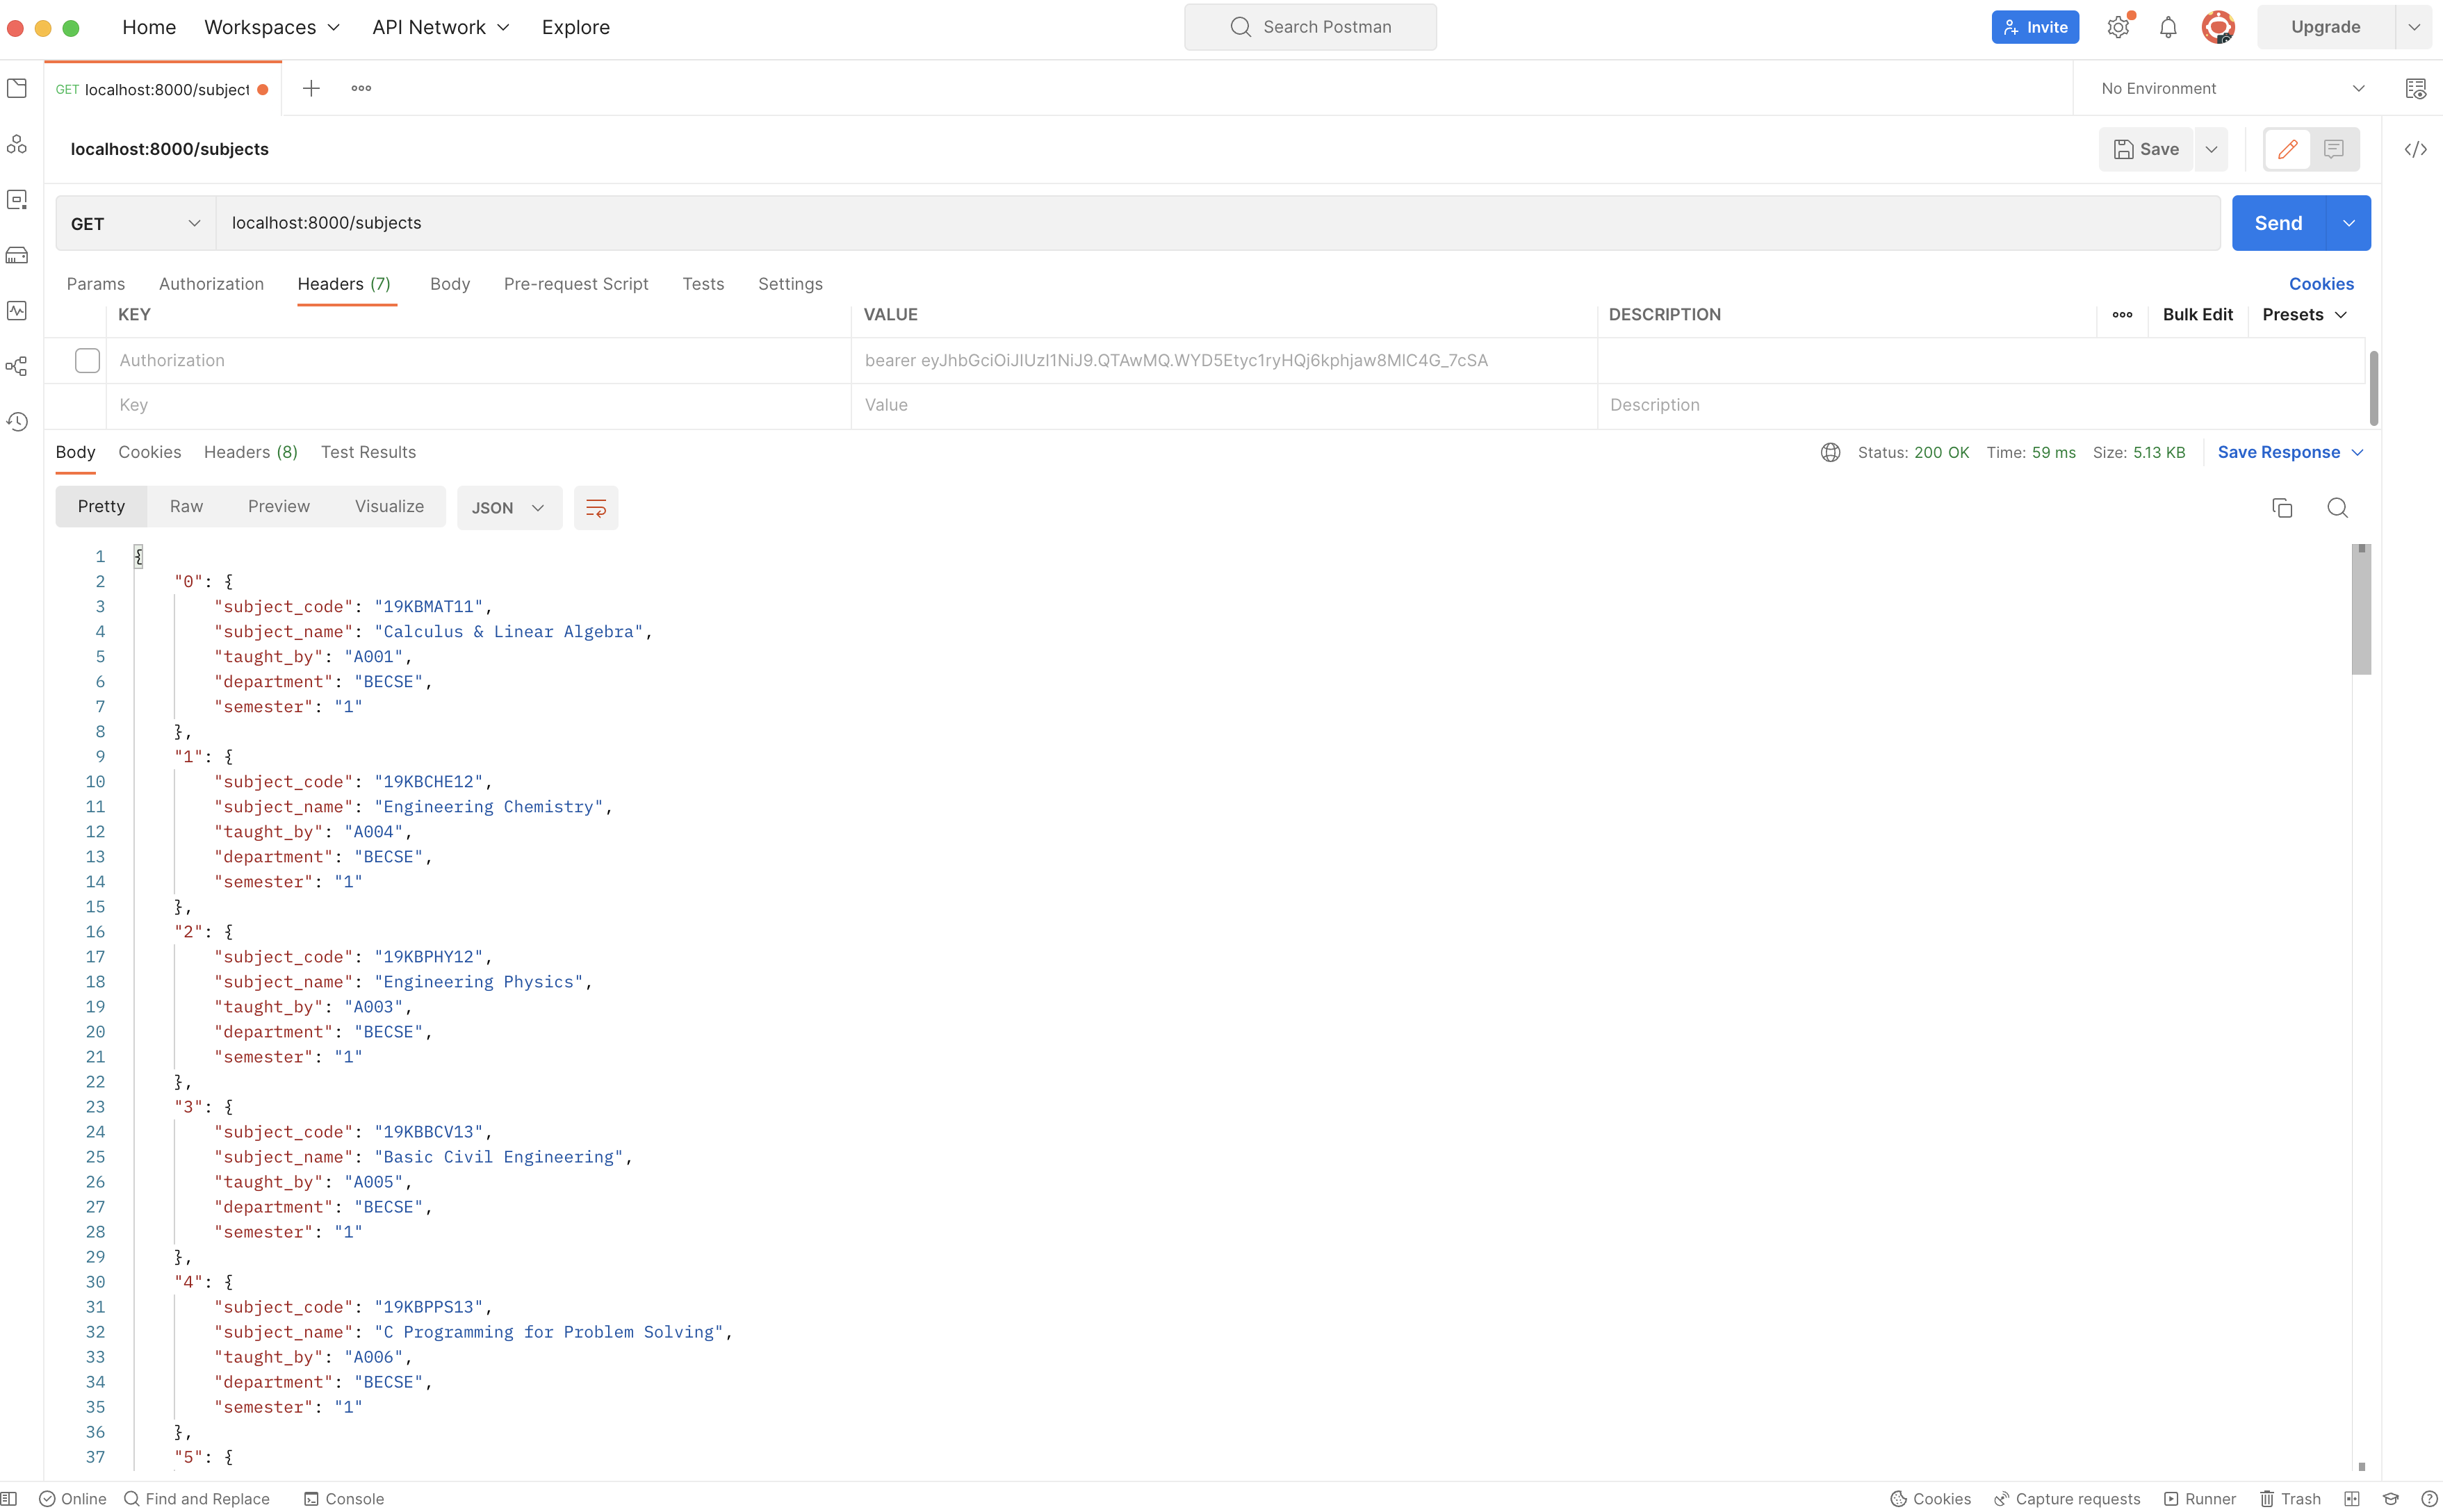 Home Workspaces API Network Explore Search Postman Invite Upgrade
GET localhost:8000/subject No Environment
localhost:8000/subjects Save
GET localhost:8000/subjects Send
Params Authorization Headers (7) Body Pre-request Script Tests Settings Cookies
KEY VALUE DESCRIPTION Bulk Edit Presets
Authorization bearer eyJhbGciOiJIUzI1NiJ9.QTAwMQ.WYD5Etyc1ryHQj6kphjaw8MlC4G_7cSA
Key Value Description
Body Cookies Headers (8) Test Results Status: 200 OK Time: 59 ms Size: 5.13 KB Save Response
Pretty Raw Preview Visualize JSON
1 {
2 "0": {
3 "subject_code": "19KBMAT11",
4 "subject_name": "Calculus & Linear Algebra",
5 "taught_by": "A001",
6 "department": "BECSE",
7 "semester": "1"
8 },
9 "1": {
10 "subject_code": "19KBCHE12",
11 "subject_name": "Engineering Chemistry",
12 "taught_by": "A004",
13 "department": "BECSE",
14 "semester": "1"
15 },
16 "2": {
17 "subject_code": "19KBPHY12",
18 "subject_name": "Engineering Physics",
19 "taught_by": "A003",
20 "department": "BECSE",
21 "semester": "1"
22 },
23 "3": {
24 "subject_code": "19KBBCV13",
25 "subject_name": "Basic Civil Engineering",
26 "taught_by": "A005",
27 "department": "BECSE",
28 "semester": "1"
29 },
30 "4": {
31 "subject_code": "19KBPPS13",
32 "subject_name": "C Programming for Problem Solving",
33 "taught_by": "A006",
34 "department": "BECSE",
35 "semester": "1"
36 },
37 "5": {
Online Find and Replace Console Cookies Capture requests Runner Trash